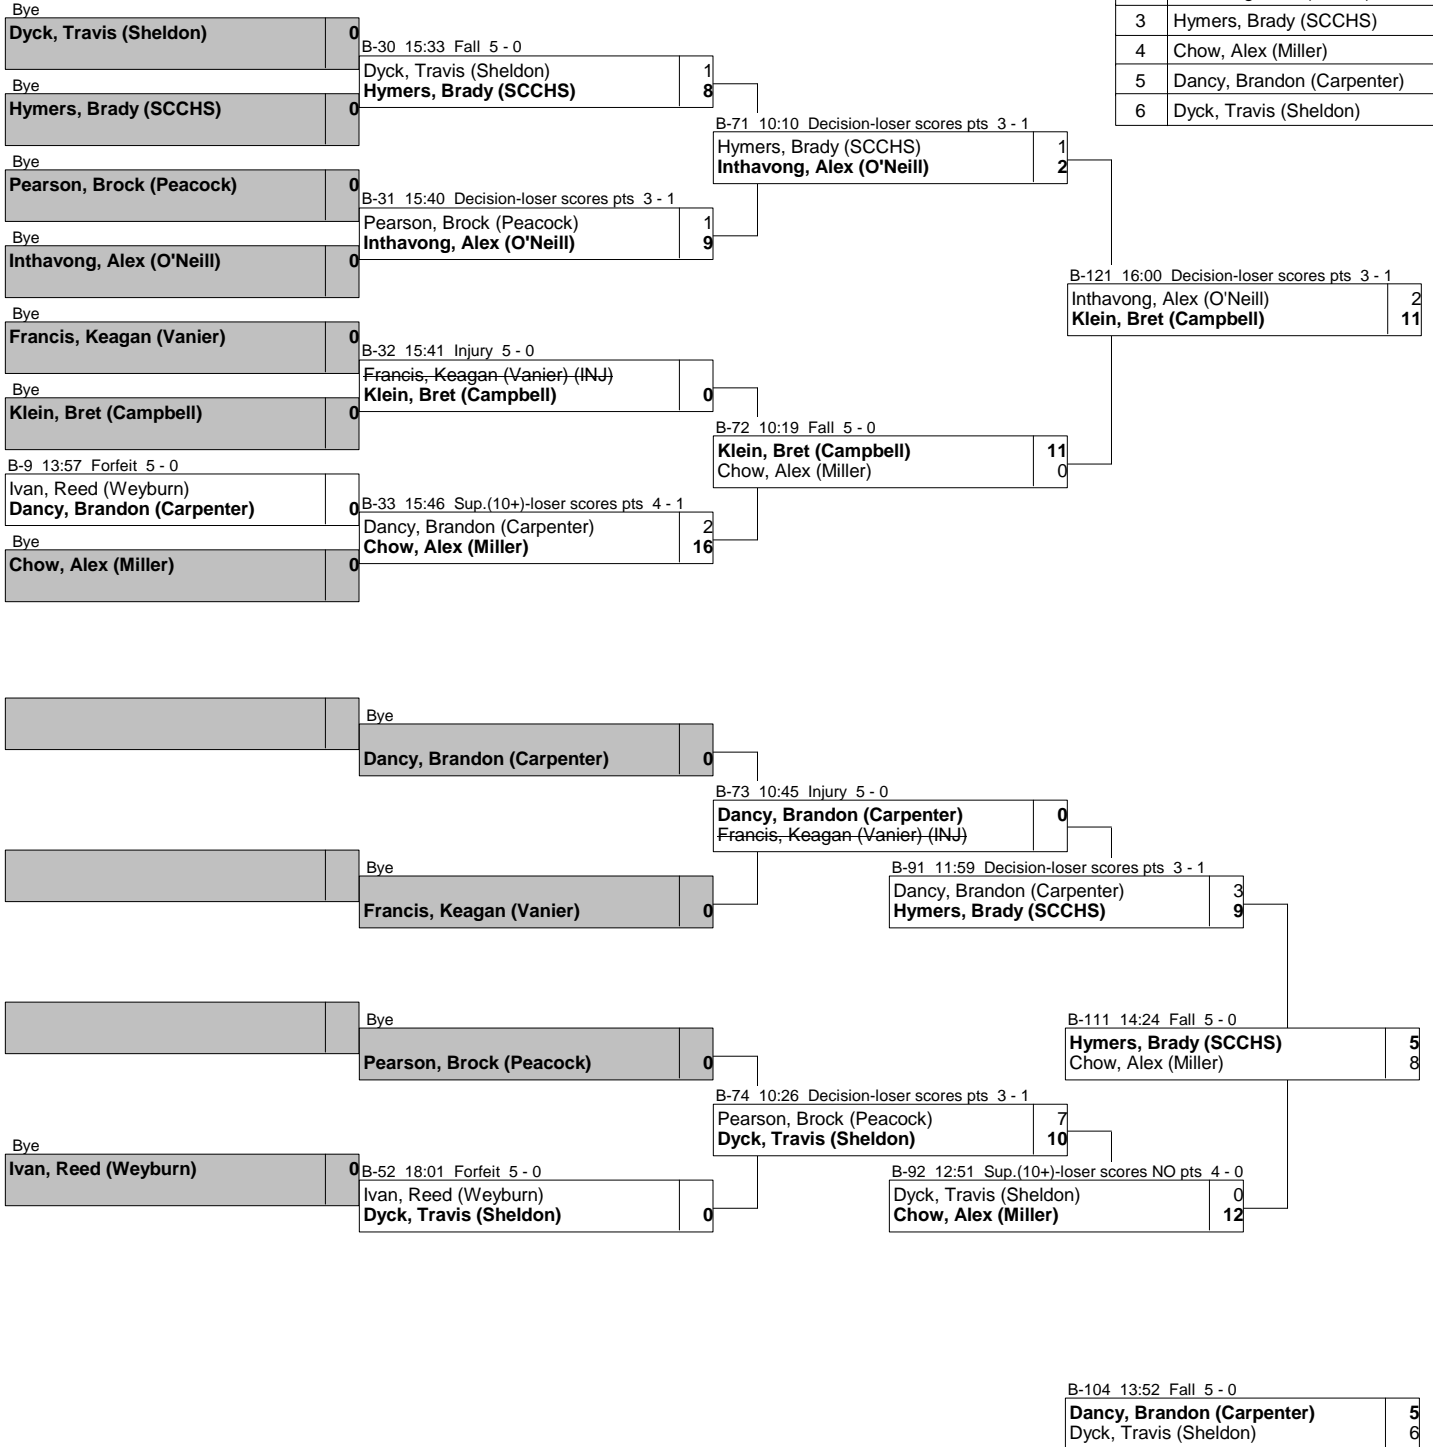 Bye
Dyck, Travis (Sheldon) 0
Bye
Hymers, Brady (SCCHS) 0
Bye
Pearson, Brock (Peacock) 0
Bye
Inthavong, Alex (O'Neill) 0
Bye
Francis, Keagan (Vanier) 0
Bye
Klein, Bret (Campbell) 0
B-9 13:57 Forfeit 5 - 0
Ivan, Reed (Weyburn)
Dancy, Brandon (Carpenter) 0
Bye
Chow, Alex (Miller) 0
B-30 15:33 Fall 5 - 0
Dyck, Travis (Sheldon) 1
Hymers, Brady (SCCHS) 8
B-31 15:40 Decision-loser scores pts 3 - 1
Pearson, Brock (Peacock) 1
Inthavong, Alex (O'Neill) 9
B-32 15:41 Injury 5 - 0
Francis, Keagan (Vanier) (INJ)
Klein, Bret (Campbell) 0
B-33 15:46 Sup.(10+)-loser scores pts 4 - 1
Dancy, Brandon (Carpenter) 2
Chow, Alex (Miller) 16
B-71 10:10 Decision-loser scores pts 3 - 1
Hymers, Brady (SCCHS) 1
Inthavong, Alex (O'Neill) 2
B-72 10:19 Fall 5 - 0
Klein, Bret (Campbell) 11
Chow, Alex (Miller) 0
B-121 16:00 Decision-loser scores pts 3 - 1
Inthavong, Alex (O'Neill) 2
Klein, Bret (Campbell) 11
3 Hymers, Brady (SCCHS)
4 Chow, Alex (Miller)
5 Dancy, Brandon (Carpenter)
6 Dyck, Travis (Sheldon)
Bye
Dancy, Brandon (Carpenter) 0
Bye
Francis, Keagan (Vanier) 0
Bye
Pearson, Brock (Peacock) 0
Bye
Ivan, Reed (Weyburn) 0
B-52 18:01 Forfeit 5 - 0
Ivan, Reed (Weyburn)
Dyck, Travis (Sheldon) 0
B-73 10:45 Injury 5 - 0
Dancy, Brandon (Carpenter) 0
Francis, Keagan (Vanier) (INJ)
B-74 10:26 Decision-loser scores pts 3 - 1
Pearson, Brock (Peacock) 7
Dyck, Travis (Sheldon) 10
B-91 11:59 Decision-loser scores pts 3 - 1
Dancy, Brandon (Carpenter) 3
Hymers, Brady (SCCHS) 9
B-92 12:51 Sup.(10+)-loser scores NO pts 4 - 0
Dyck, Travis (Sheldon) 0
Chow, Alex (Miller) 12
B-111 14:24 Fall 5 - 0
Hymers, Brady (SCCHS) 5
Chow, Alex (Miller) 8
B-104 13:52 Fall 5 - 0
Dancy, Brandon (Carpenter) 5
Dyck, Travis (Sheldon) 6